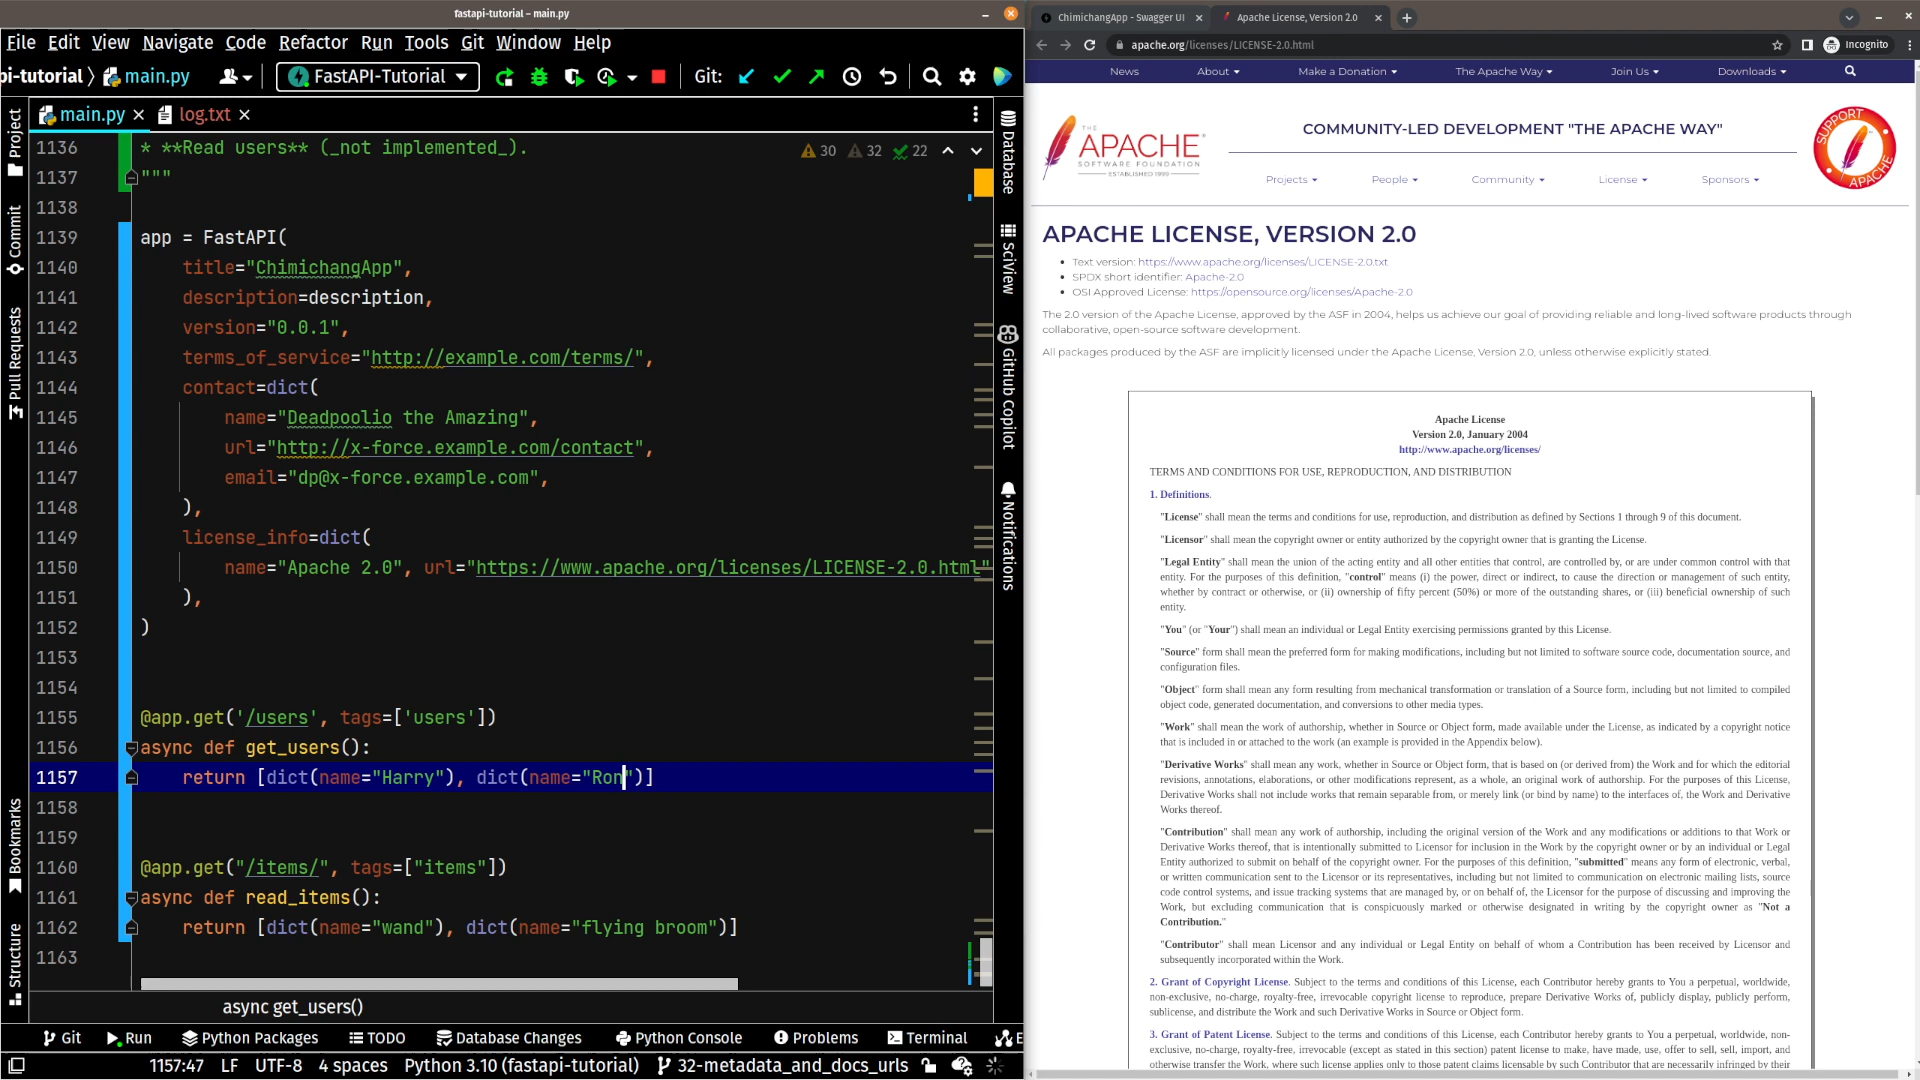 fastapi-tutorial – main.py
File Edit View Navigate Code Refactor Run Tools Git Window Help
pi-tutorial main.py FastAPI-Tutorial Git:
main.py log.txt
Project
Commit
Pull Requests
Bookmarks
Structure
1136 * **Read users** (_not implemented_). 30 32 22
1137 """
1138
1139 app = FastAPI(
1140 title="ChimichangApp",
1141 description=description,
1142 version="0.0.1",
1143 terms_of_service="http://example.com/terms/",
1144 contact=dict(
1145 name="Deadpoolio the Amazing",
1146 url="http://x-force.example.com/contact",
1147 email="dp@x-force.example.com",
1148 ),
1149 license_info=dict(
1150 name="Apache 2.0", url="https://www.apache.org/licenses/LICENSE-2.0.html"
1151 ),
1152 )
1153
1154
1155 @app.get('/users', tags=['users'])
1156 async def get_users():
1157 return [dict(name="Harry"), dict(name="Ron")]
1158
1159
1160 @app.get("/items/", tags=["items"])
1161 async def read_items():
1162 return [dict(name="wand"), dict(name="flying broom")]
1163
async get_users()
Database
SciView
GitHub Copilot
Notifications
Git Run Python Packages TODO Database Changes Python Console Problems Terminal E
1157:47 LF UTF-8 4 spaces Python 3.10 (fastapi-tutorial) 32-metadata_and_docs_urls
ChimichangApp - Swagger UI Apache License, Version 2.0
apache.org/licenses/LICENSE-2.0.html Incognito
News About Make a Donation The Apache Way Join Us Downloads
THE
APACHE
SOFTWARE FOUNDATION
ESTABLISHED 1999
COMMUNITY-LED DEVELOPMENT "THE APACHE WAY"
Projects People Community License Sponsors
SUPPORT
APACHE
APACHE LICENSE, VERSION 2.0
Text version: https://www.apache.org/licenses/LICENSE-2.0.txt
SPDX short identifier: Apache-2.0
OSI Approved License: https://opensource.org/licenses/Apache-2.0
The 2.0 version of the Apache License, approved by the ASF in 2004, helps us achieve our goal of providing reliable and long-lived software products through
collaborative, open-source software development.
All packages produced by the ASF are implicitly licensed under the Apache License, Version 2.0, unless otherwise explicitly stated.
Apache License
Version 2.0, January 2004
http://www.apache.org/licenses/
TERMS AND CONDITIONS FOR USE, REPRODUCTION, AND DISTRIBUTION
1. Definitions.
"License" shall mean the terms and conditions for use, reproduction, and distribution as defined by Sections 1 through 9 of this document.
"Licensor" shall mean the copyright owner or entity authorized by the copyright owner that is granting the License.
"Legal Entity" shall mean the union of the acting entity and all other entities that control, are controlled by, or are under common control with that
entity. For the purposes of this definition, "control" means (i) the power, direct or indirect, to cause the direction or management of such entity,
whether by contract or otherwise, or (ii) ownership of fifty percent (50%) or more of the outstanding shares, or (iii) beneficial ownership of such
entity.
"You" (or "Your") shall mean an individual or Legal Entity exercising permissions granted by this License.
"Source" form shall mean the preferred form for making modifications, including but not limited to software source code, documentation source, and
configuration files.
"Object" form shall mean any form resulting from mechanical transformation or translation of a Source form, including but not limited to compiled
object code, generated documentation, and conversions to other media types.
"Work" shall mean the work of authorship, whether in Source or Object form, made available under the License, as indicated by a copyright notice
that is included in or attached to the work (an example is provided in the Appendix below).
"Derivative Works" shall mean any work, whether in Source or Object form, that is based on (or derived from) the Work and for which the editorial
revisions, annotations, elaborations, or other modifications represent, as a whole, an original work of authorship. For the purposes of this License,
Derivative Works shall not include works that remain separable from, or merely link (or bind by name) to the interfaces of, the Work and Derivative
Works thereof.
"Contribution" shall mean any work of authorship, including the original version of the Work and any modifications or additions to that Work or
Derivative Works thereof, that is intentionally submitted to Licensor for inclusion in the Work by the copyright owner or by an individual or Legal
Entity authorized to submit on behalf of the copyright owner. For the purposes of this definition, "submitted" means any form of electronic, verbal,
or written communication sent to the Licensor or its representatives, including but not limited to communication on electronic mailing lists, source
code control systems, and issue tracking systems that are managed by, or on behalf of, the Licensor for the purpose of discussing and improving the
Work, but excluding communication that is conspicuously marked or otherwise designated in writing by the copyright owner as "Not a
Contribution."
"Contributor" shall mean Licensor and any individual or Legal Entity on behalf of whom a Contribution has been received by Licensor and
subsequently incorporated within the Work.
2. Grant of Copyright License. Subject to the terms and conditions of this License, each Contributor hereby grants to You a perpetual, worldwide,
non-exclusive, no-charge, royalty-free, irrevocable copyright license to reproduce, prepare Derivative Works of, publicly display, publicly perform,
sublicense, and distribute the Work and such Derivative Works in Source or Object form.
3. Grant of Patent License. Subject to the terms and conditions of this License, each Contributor hereby grants to You a perpetual, worldwide, non-
exclusive, no-charge, royalty-free, irrevocable (except as stated in this section) patent license to make, have made, use, offer to sell, sell, import, and
otherwise transfer the Work, where such license applies only to those patent claims licensable by such Contributor that are necessarily infringed by their